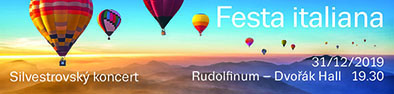 Festa italiana
31/12/2019
Silvestrovský koncert
Rudolfinum – Dvořák Hall 19.30